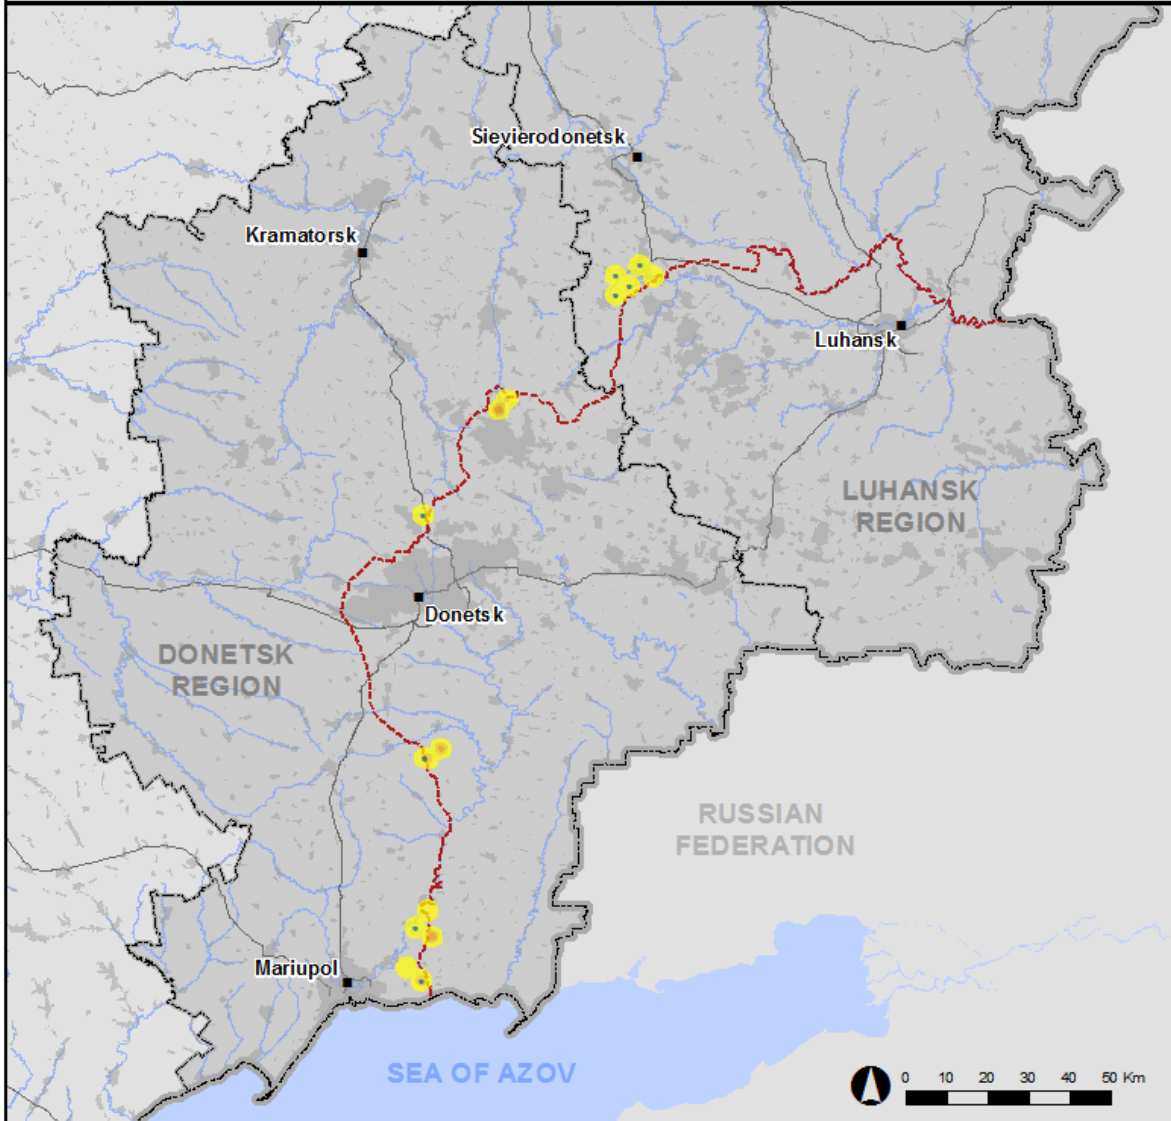 Sievierodonetsk
Kramatorsk
Luhansk
LUHANSK
REGION
Donetsk
DONETSK
REGION
RUSSIAN
FEDERATION
Mariupol
SEA OF AZOV
0 10 20 30 40 50 Km